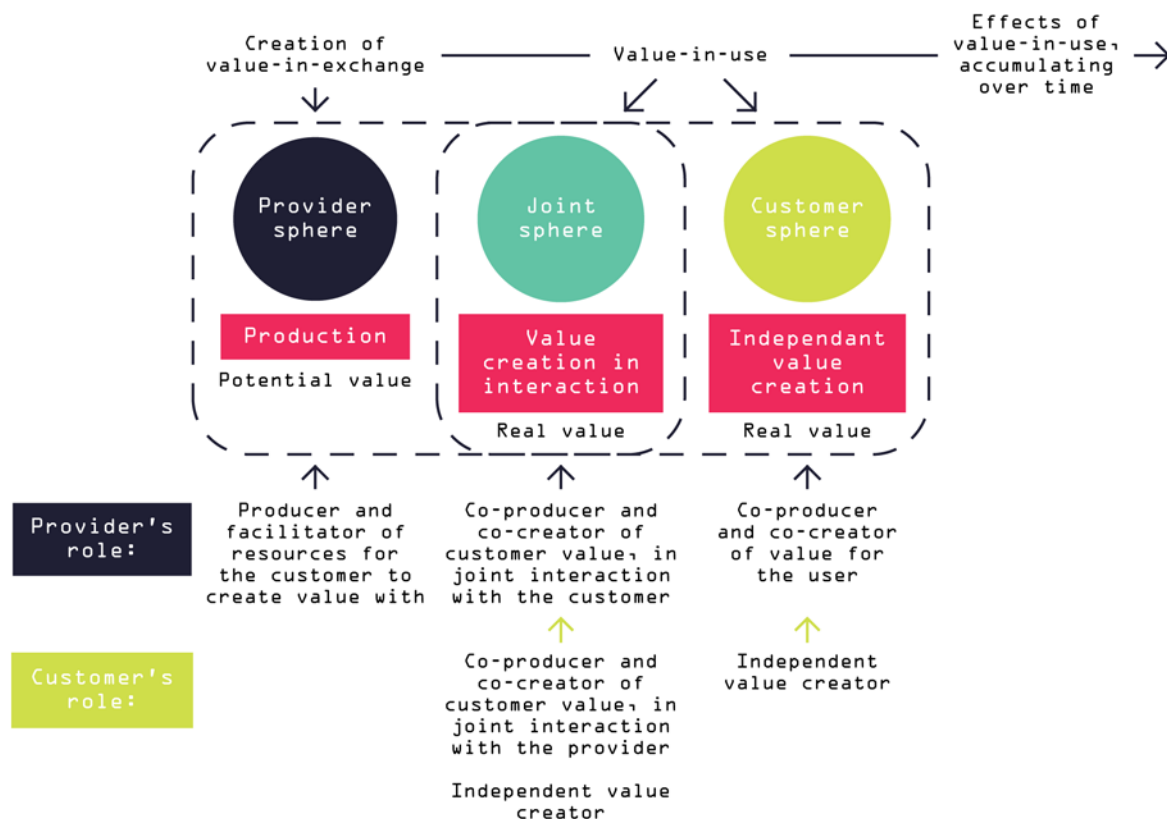 Creation of
value-in-exchange
Value-in-use
Effects of
value-in-use,
accumulating
over time
Provider
sphere
Joint
sphere
Customer
sphere
Production
Potential value
Value
creation in
interaction
Real value
Independant
value
creation
Real value
Provider's
role:
Producer and
facilitator of
resources for
the customer to
create value with
Co-producer and
co-creator of
customer value, in
joint interaction
with the customer
Co-producer
and co-creator
of value for
the user
Customer's
role:
Co-producer and
co-creator of
customer value, in
joint interaction
with the provider
Independent value
creator
Independent
value creator